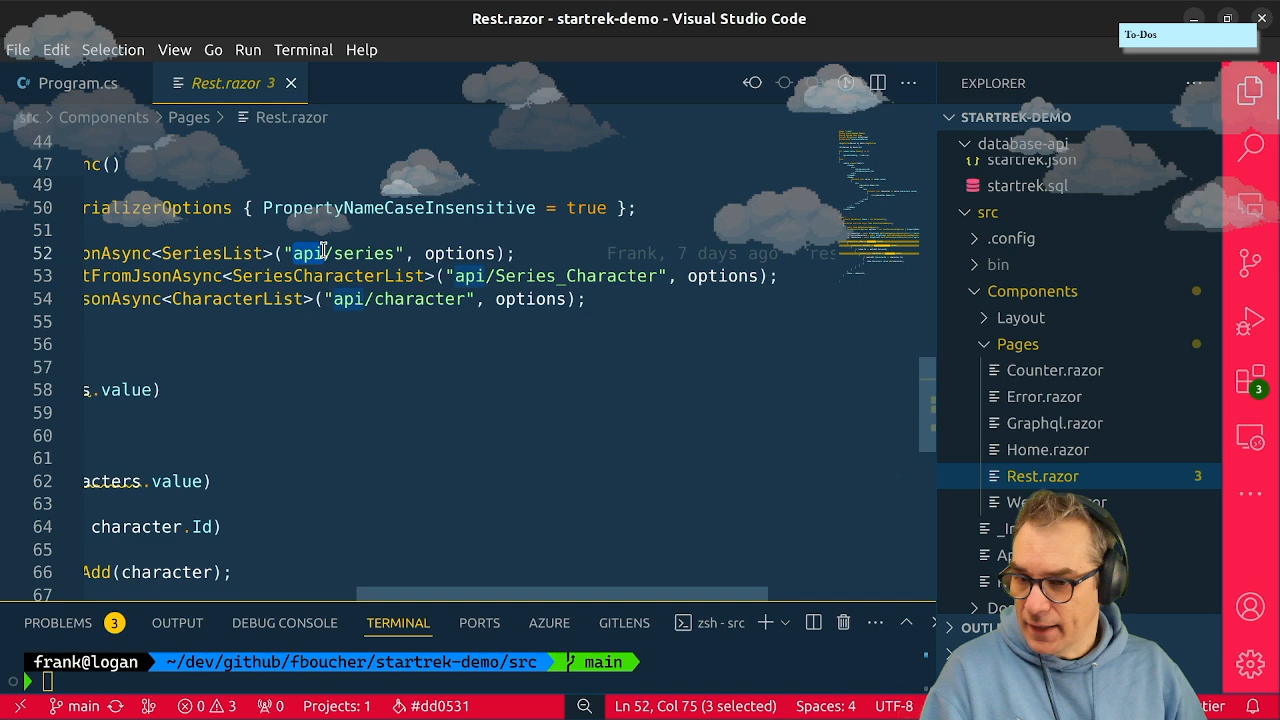 Rest.razor - startrek-demo - Visual Studio Code
To-Dos
File Edit Selection View Go Run Terminal Help
Program.cs
Rest.razor 3
EXPLORER
src > Components > Pages > Rest.razor
STARTREK-DEMO
database-api
startrek.json
startrek.sql
src
.config
bin
Components
Layout
Pages
Counter.razor
Error.razor
Graphql.razor
Home.razor
Rest.razor 3
44
47 nc()
49
50 rializerOptions { PropertyNameCaseInsensitive = true };
51
52 onAsync<SeriesList>("api/series", options); Frank, 7 days ago • res
53 tFromJsonAsync<SeriesCharacterList>("api/Series_Character", options);
54 sonAsync<CharacterList>("api/character", options);
55
56
57
58 s.value)
59
60
61
62 acters.value)
63
64 character.Id)
65
66 Add(character);
67
PROBLEMS 3 OUTPUT DEBUG CONSOLE TERMINAL PORTS AZURE GITLENS zsh - src
frank@logan ~/dev/github/fboucher/startrek-demo/src main
main 0 3 0 Projects: 1 #dd0531 Ln 52, Col 75 (3 selected) Spaces: 4 UTF-8
3